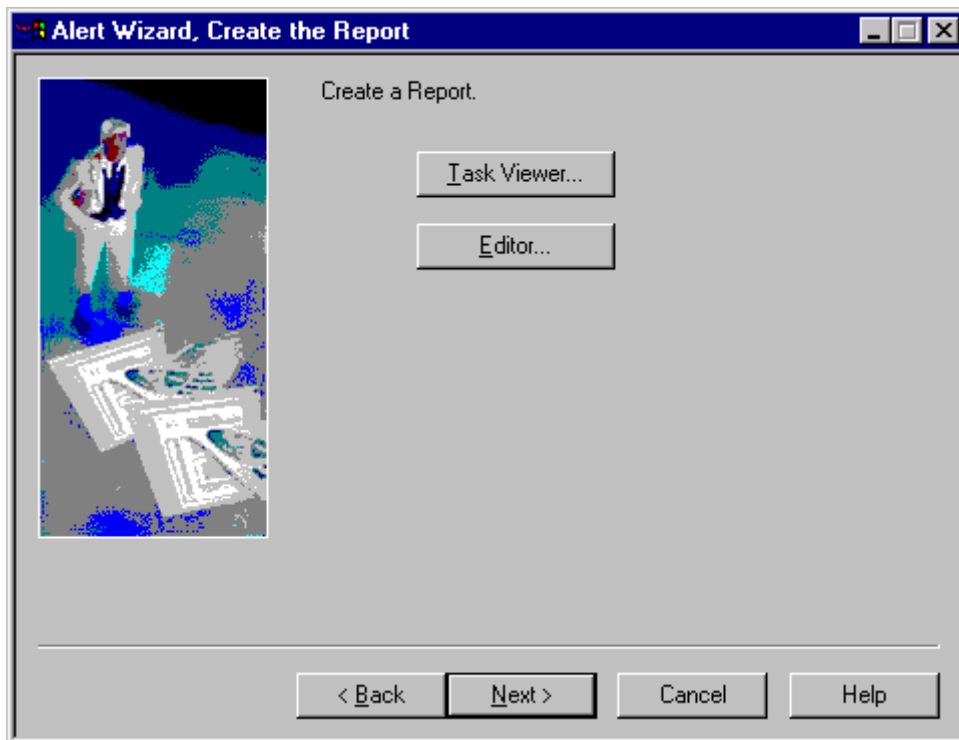 Alert Wizard, Create the Report
Create a Report.
Task Viewer...
Editor...
< Back
Next >
Cancel
Help